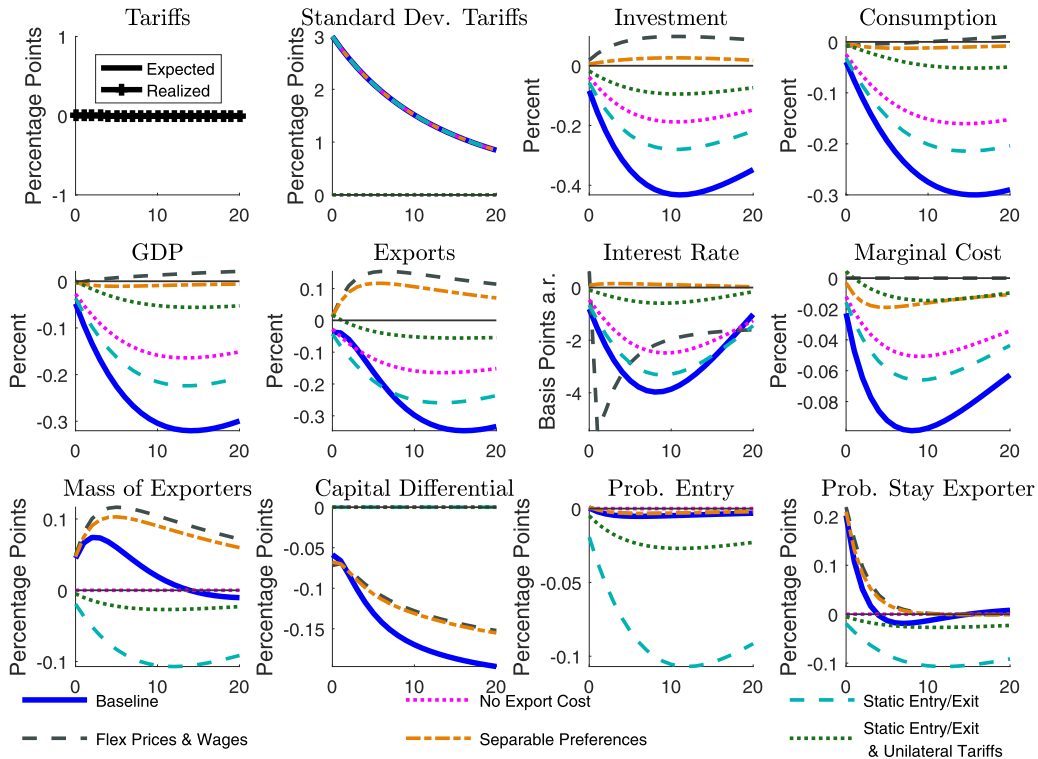 Tariffs
Standard Dev. Tariffs
Investment
Consumption
Percentage Points
1
0
-1
0
10
20
Expected
Realized
Percentage Points
3
2
1
0
0
10
20
Percent
0
-0.2
-0.4
0
10
20
Percent
0
-0.1
-0.2
-0.3
0
10
20
GDP
Exports
Interest Rate
Marginal Cost
Percent
0
-0.1
-0.2
-0.3
0
10
20
Percent
0.1
0
-0.1
-0.2
-0.3
0
10
20
Basis Points a.r.
0
-2
-4
0
10
20
Percent
0
-0.02
-0.04
-0.06
-0.08
0
10
20
Mass of Exporters
Capital Differential
Prob. Entry
Prob. Stay Exporter
Percentage Points
0.1
0
-0.1
0
10
20
Percentage Points
0
-0.05
-0.1
-0.15
0
10
20
Percentage Points
0
-0.05
-0.1
0
10
20
Percentage Points
0.2
0.1
0
-0.1
0
10
20
Baseline
No Export Cost
Static Entry/Exit
Flex Prices & Wages
Separable Preferences
Static Entry/Exit
& Unilateral Tariffs